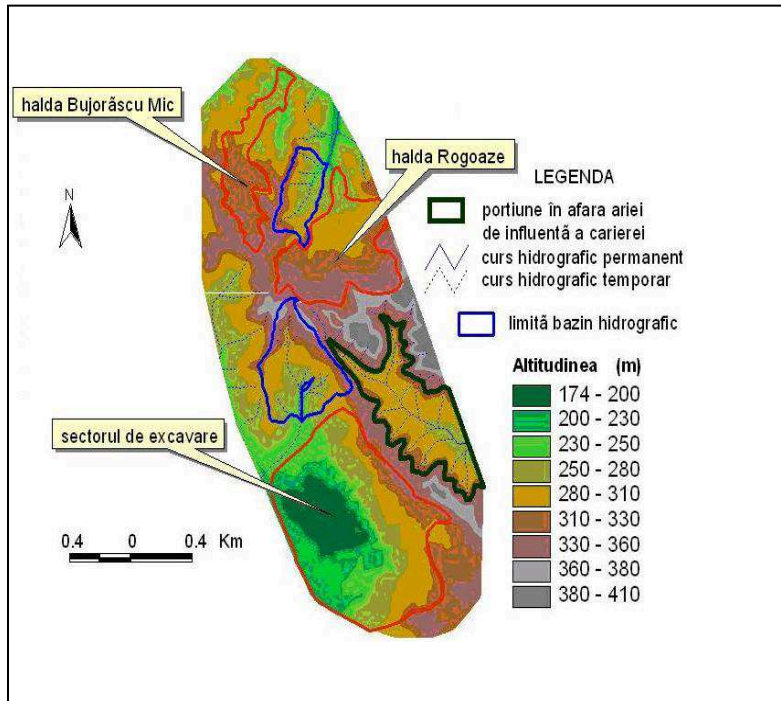 halda Bujorăscu Mic
halda Rogoaze
N
LEGENDA
portiune în afara ariei
de influentă a carierei
curs hidrografic permanent
curs hidrografic temporar
limită bazin hidrografic
Altitudinea (m)
174 - 200
200 - 230
230 - 250
250 - 280
280 - 310
310 - 330
330 - 360
360 - 380
380 - 410
sectorul de excavare
0.4 0 0.4 Km